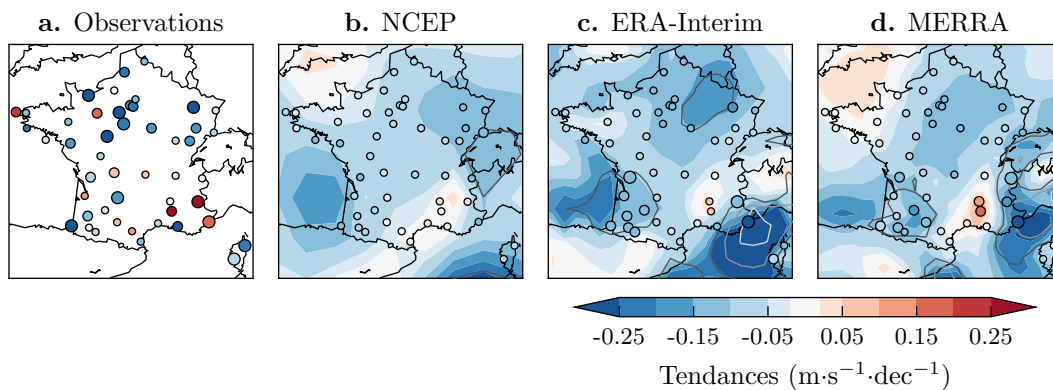 a. Observations
b. NCEP
c. ERA-Interim
d. MERRA
-0.25 -0.15 -0.05 0.05 0.15 0.25
Tendances (m·s⁻¹·dec⁻¹)